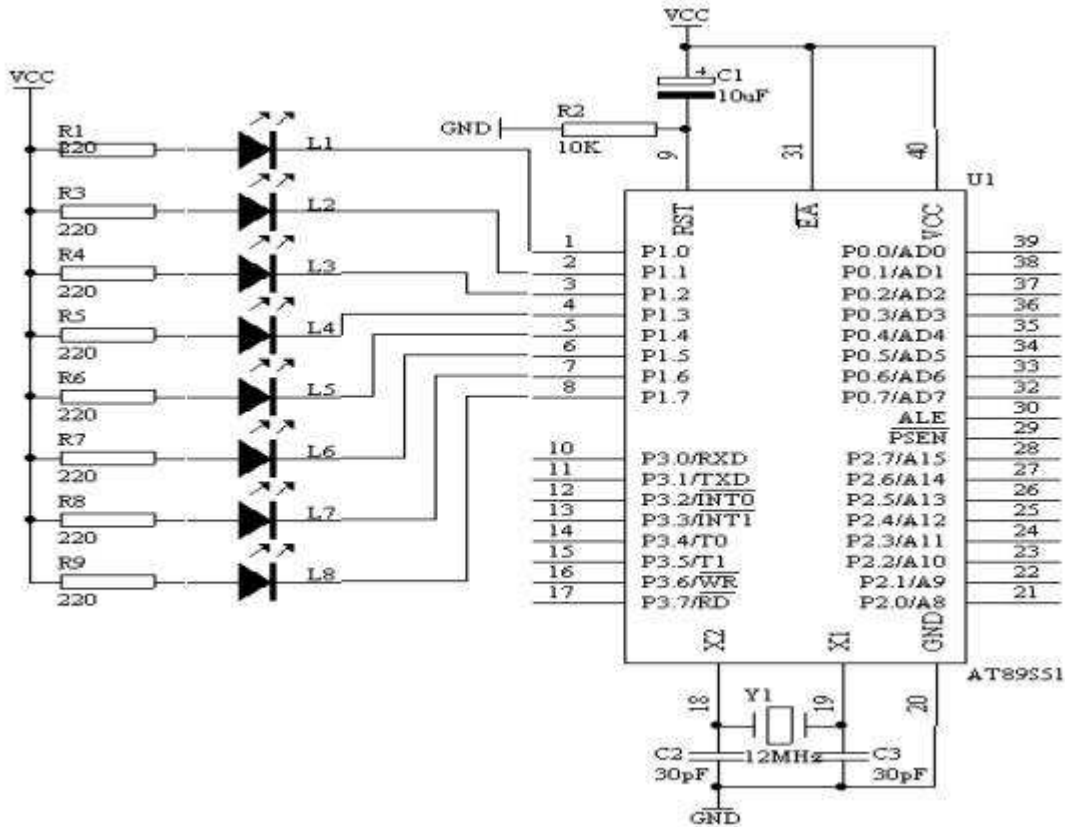 VCC
VCC
C1
10uF
R2
GND
10K
9
31
40
U1
RST
EA
VCC
R1
220
L1
R3
220
L2
R4
220
L3
R5
220
L4
R6
220
L5
R7
220
L6
R8
220
L7
R9
220
L8
1 P1.0
2 P1.1
3 P1.2
4 P1.3
5 P1.4
6 P1.5
7 P1.6
8 P1.7
10 P3.0/RXD
11 P3.1/TXD
12 P3.2/INT0
13 P3.3/INT1
14 P3.4/T0
15 P3.5/T1
16 P3.6/WR
17 P3.7/RD
P0.0/AD0 39
P0.1/AD1 38
P0.2/AD2 37
P0.3/AD3 36
P0.4/AD4 35
P0.5/AD5 34
P0.6/AD6 33
P0.7/AD7 32
ALE 30
PSEN 29
P2.7/A15 28
P2.6/A14 27
P2.5/A13 26
P2.4/A12 25
P2.3/A11 24
P2.2/A10 23
P2.1/A9 22
P2.0/A8 21
X2
X1
GND
AT89S51
18
Y1
19
20
C2
30pF
12MHz
C3
30pF
GND